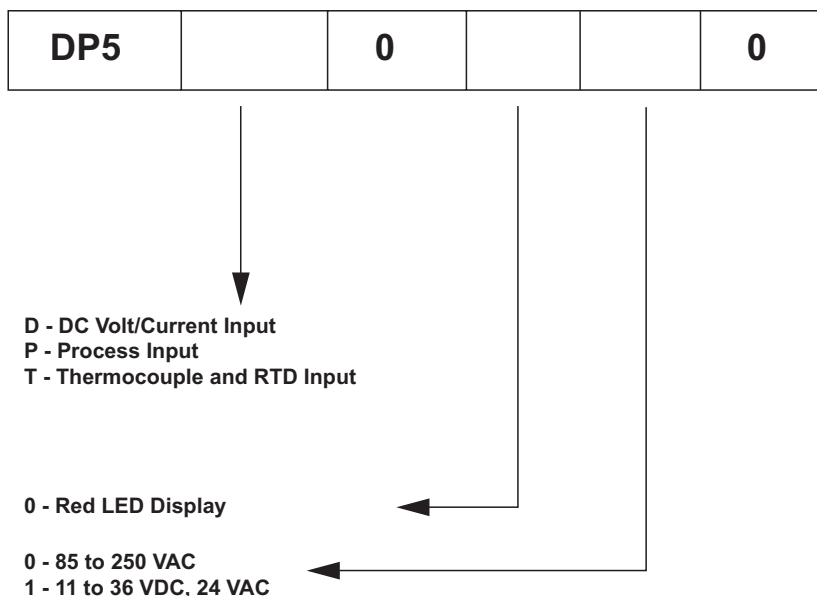 DP5 0 0
D - DC Volt/Current Input
P - Process Input
T - Thermocouple and RTD Input
0 - Red LED Display
0 - 85 to 250 VAC
1 - 11 to 36 VDC, 24 VAC